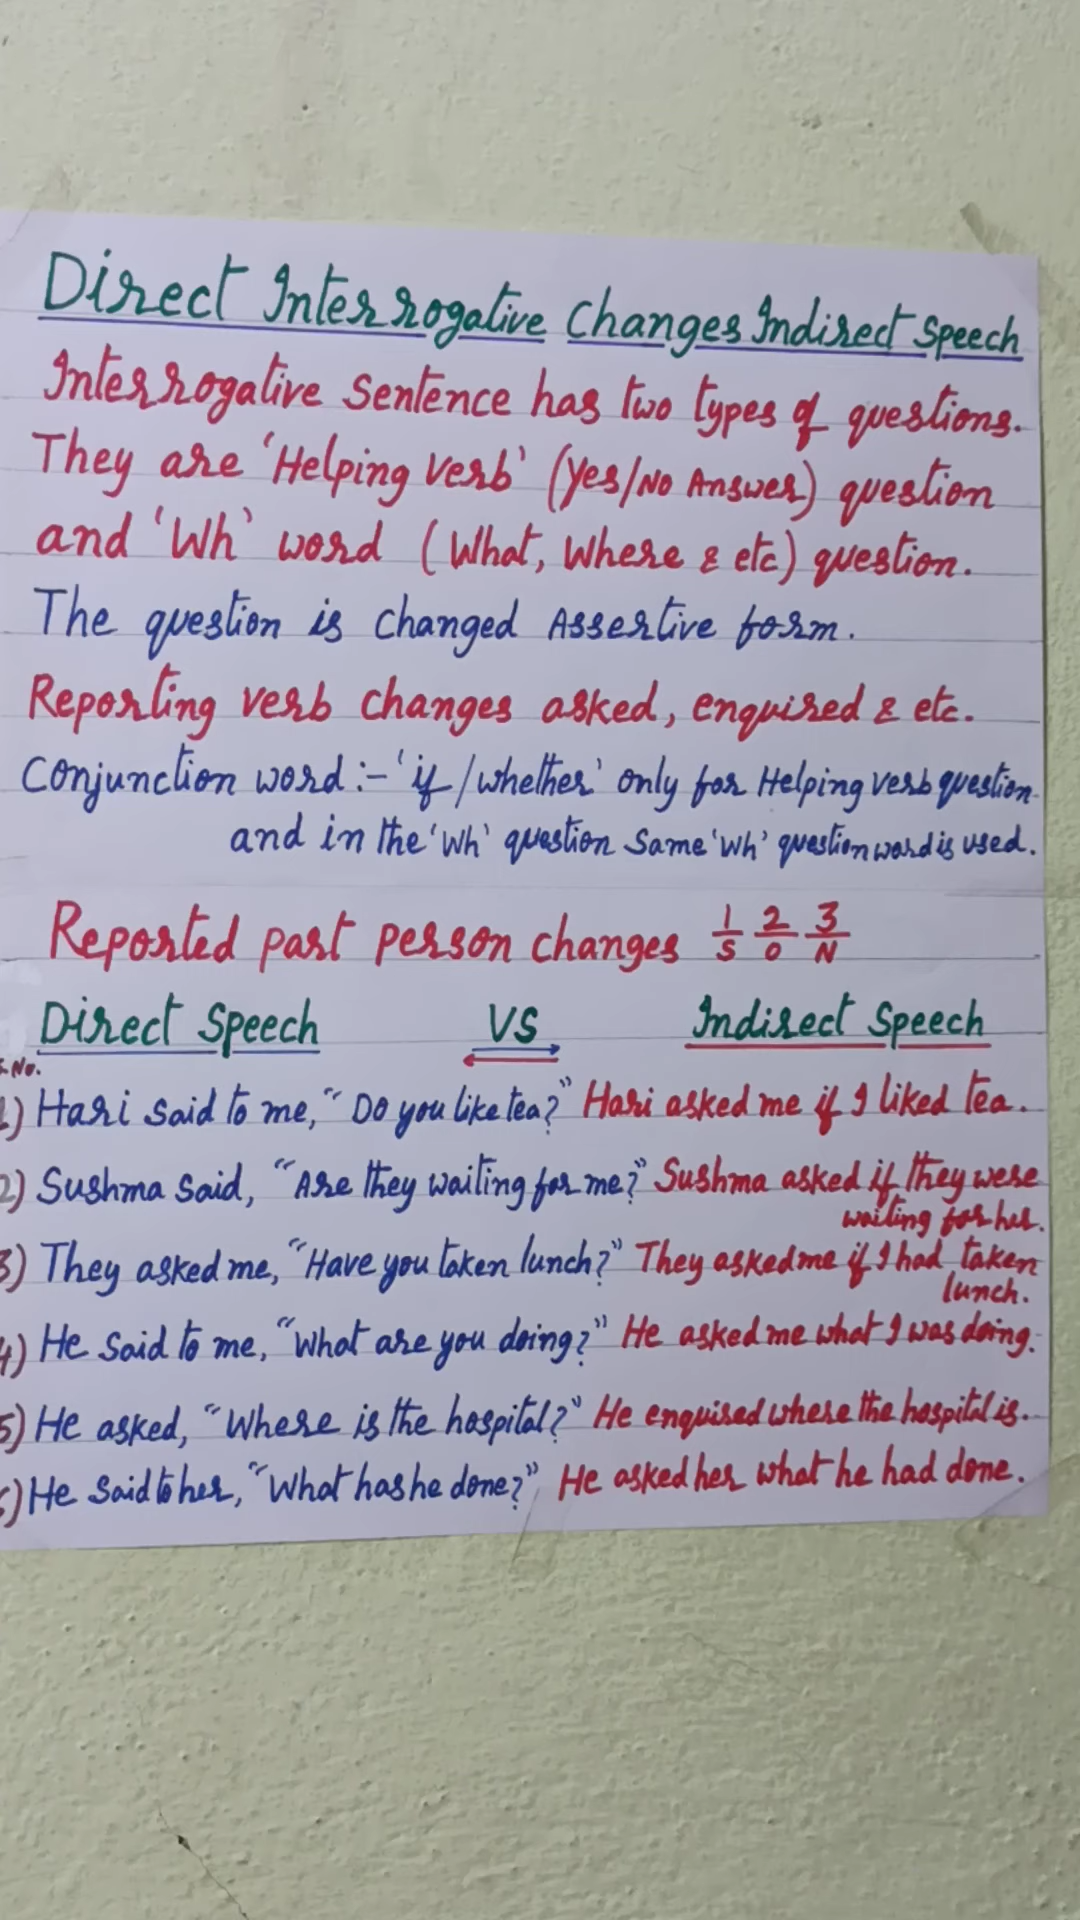 Direct Interrogative Changes Indirect Speech
Interrogative Sentence has two types of questions.
They are 'Helping verb' (Yes/No Answer) question
and 'Wh' word (What, Where & etc) question.
The question is changed Assertive form.
Reporting verb changes asked, enquired & etc.
Conjunction word :- 'if/whether' only for Helping verb question
and in the 'Wh' question Same 'Wh' question word is used.
Reported part person changes 1/S 2/O 3/N
Direct Speech VS Indirect Speech
S.No.
1) Hari said to me, "Do you like tea?" Hari asked me if I liked tea.
2) Sushma said, "Are they waiting for me?" Sushma asked if they were
waiting for her.
3) They asked me, "Have you taken lunch?" They asked me if I had taken
lunch.
4) He said to me, "What are you doing?" He asked me what I was doing.
5) He asked, "Where is the hospital?" He enquired where the hospital is.
6) He said to her, "What has he done?" He asked her what he had done.